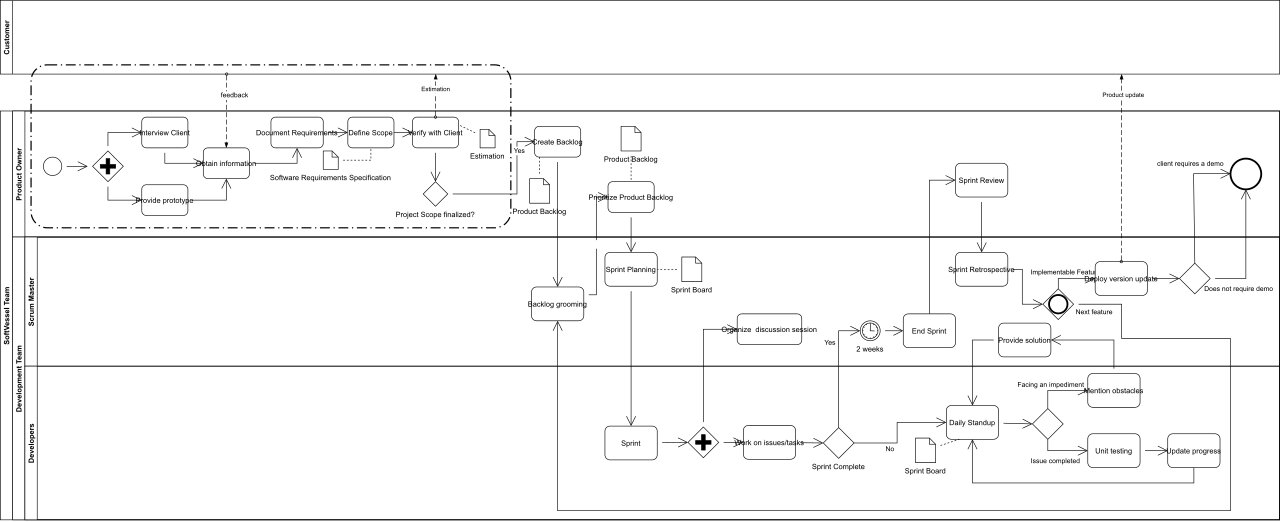 Customer
feedback
Estimation
Product update
SoftVessel Team
Product Owner
Interview Client
Document Requirements
Define Scope
Verify with Client
Obtain information
Provide prototype
Software Requirements Specification
Estimation
Project Scope finalized?
Yes
Create Backlog
Product Backlog
Product Backlog
Prioritize Product Backlog
Sprint Review
client requires a demo
Development Team
Scrum Master
Sprint Planning
Sprint Board
Backlog grooming
Organize discussion session
Yes
2 weeks
End Sprint
Sprint Retrospective
Implementable
Deploy version update
Next feature
Does not require demo
Provide solution
Developers
Sprint
Work on issues/tasks
Sprint Complete
No
Daily Standup
Sprint Board
Facing an impediment
Mention obstacles
Issue completed
Unit testing
Update progress